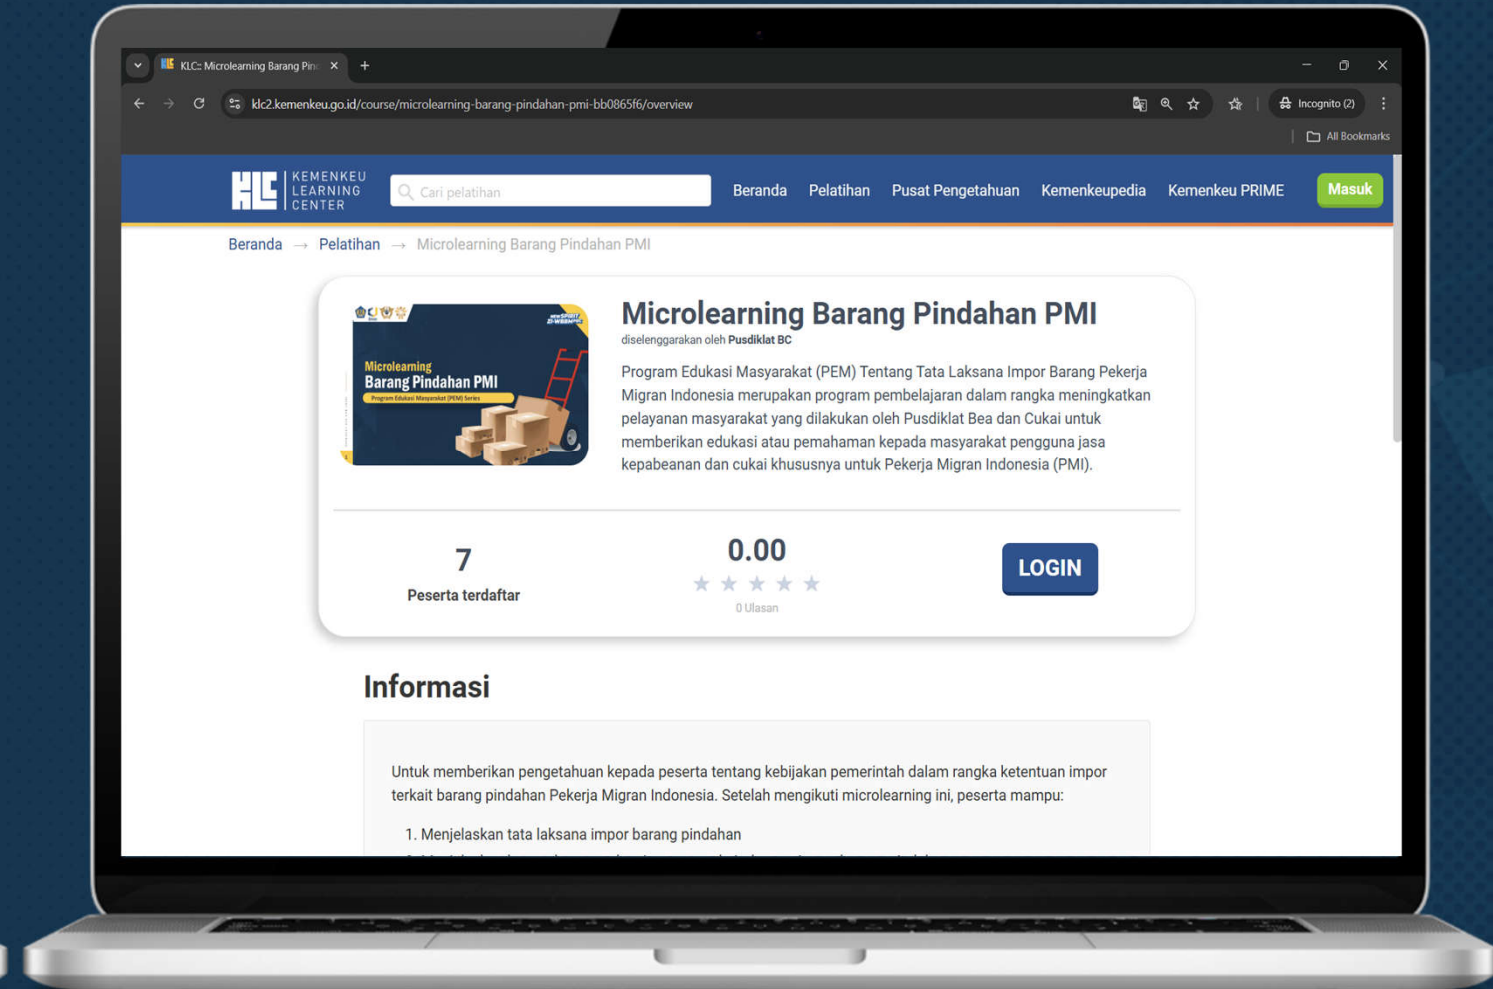 KLC:: Microlearning Barang Pin
klc2.kemenkeu.go.id/course/microlearning-barang-pindahan-pmi-bb0865f6/overview
Incognito (2)
All Bookmarks
KLC
KEMENKEU
LEARNING
CENTER
Cari pelatihan
Beranda
Pelatihan
Pusat Pengetahuan
Kemenkeupedia
Kemenkeu PRIME
Masuk
Beranda → Pelatihan → Microlearning Barang Pindahan PMI
Microlearning
Barang Pindahan PMI
Program Edukasi Masyarakat (PEM) Series
Microlearning Barang Pindahan PMI
diselenggarakan oleh Pusdiklat BC
Program Edukasi Masyarakat (PEM) Tentang Tata Laksana Impor Barang Pekerja
Migran Indonesia merupakan program pembelajaran dalam rangka meningkatkan
pelayanan masyarakat yang dilakukan oleh Pusdiklat Bea dan Cukai untuk
memberikan edukasi atau pemahaman kepada masyarakat pengguna jasa
kepabeanan dan cukai khususnya untuk Pekerja Migran Indonesia (PMI).
7
Peserta terdaftar
0.00
0 Ulasan
LOGIN
Informasi
Untuk memberikan pengetahuan kepada peserta tentang kebijakan pemerintah dalam rangka ketentuan impor
terkait barang pindahan Pekerja Migran Indonesia. Setelah mengikuti microlearning ini, peserta mampu:
1. Menjelaskan tata laksana impor barang pindahan